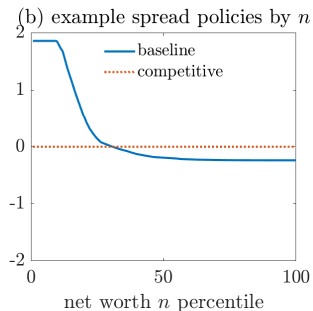 (b) example spread policies by n
2
baseline
competitive
1
0
-1
-2
0 50 100
net worth n percentile